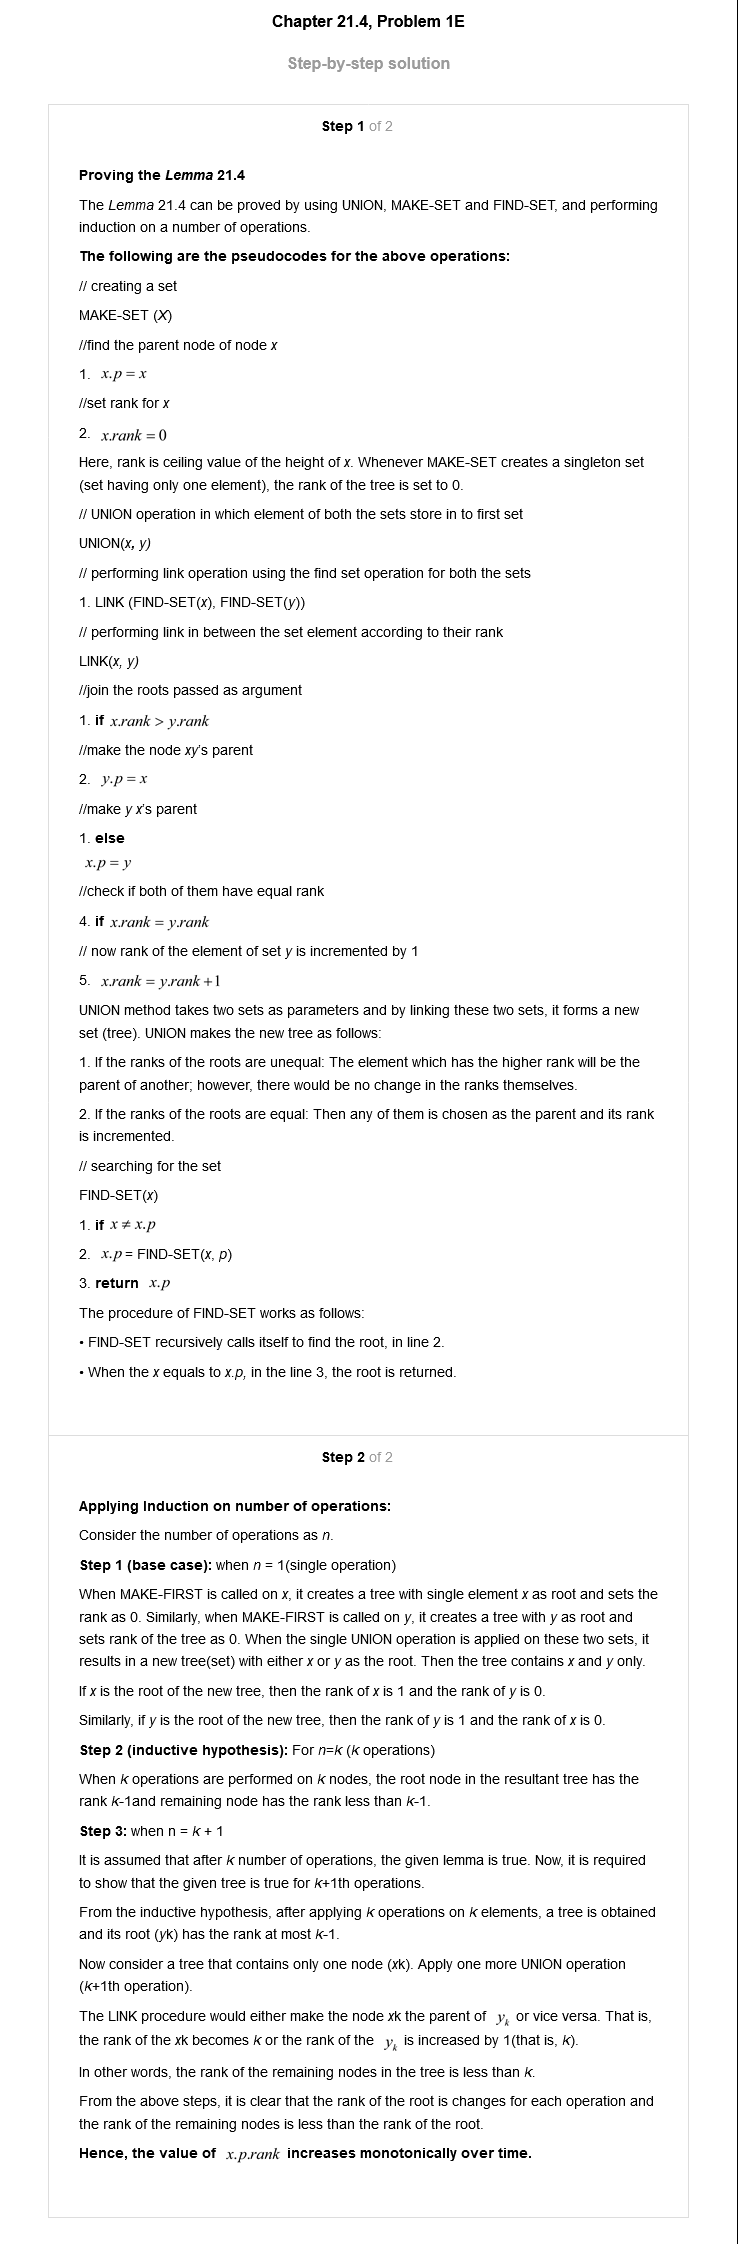 Chapter 21.4, Problem 1E
Step-by-step solution
Step 1 of 2
Proving the Lemma 21.4
The Lemma 21.4 can be proved by using UNION, MAKE-SET and FIND-SET, and performing
induction on a number of operations.
The following are the pseudocodes for the above operations:
// creating a set
MAKE-SET (X)
//find the parent node of node x
1. x.p = x
//set rank for x
2. x.rank = 0
Here, rank is ceiling value of the height of x. Whenever MAKE-SET creates a singleton set
(set having only one element), the rank of the tree is set to 0.
// UNION operation in which element of both the sets store in to first set
UNION(x, y)
// performing link operation using the find set operation for both the sets
1. LINK (FIND-SET(x), FIND-SET(y))
// performing link in between the set element according to their rank
LINK(x, y)
//join the roots passed as argument
1. if x.rank > y.rank
//make the node xy's parent
2. y.p = x
//make y x's parent
1. else
x.p = y
//check if both of them have equal rank
4. if x.rank = y.rank
// now rank of the element of set y is incremented by 1
5. x.rank = y.rank +1
UNION method takes two sets as parameters and by linking these two sets, it forms a new
set (tree). UNION makes the new tree as follows:
1. If the ranks of the roots are unequal: The element which has the higher rank will be the
parent of another; however, there would be no change in the ranks themselves.
2. If the ranks of the roots are equal: Then any of them is chosen as the parent and its rank
is incremented.
// searching for the set
FIND-SET(x)
1. if x ≠ x.p
2. x.p = FIND-SET(x, p)
3. return x.p
The procedure of FIND-SET works as follows:
• FIND-SET recursively calls itself to find the root, in line 2.
• When the x equals to x.p, in the line 3, the root is returned.
Step 2 of 2
Applying Induction on number of operations:
Consider the number of operations as n.
Step 1 (base case): when n = 1(single operation)
When MAKE-FIRST is called on x, it creates a tree with single element x as root and sets the
rank as 0. Similarly, when MAKE-FIRST is called on y, it creates a tree with y as root and
sets rank of the tree as 0. When the single UNION operation is applied on these two sets, it
results in a new tree(set) with either x or y as the root. Then the tree contains x and y only.
If x is the root of the new tree, then the rank of x is 1 and the rank of y is 0.
Similarly, if y is the root of the new tree, then the rank of y is 1 and the rank of x is 0.
Step 2 (inductive hypothesis): For n=k (k operations)
When k operations are performed on k nodes, the root node in the resultant tree has the
rank k-1and remaining node has the rank less than k-1.
Step 3: when n = k + 1
It is assumed that after k number of operations, the given lemma is true. Now, it is required
to show that the given tree is true for k+1th operations.
From the inductive hypothesis, after applying k operations on k elements, a tree is obtained
and its root (yk) has the rank at most k-1.
Now consider a tree that contains only one node (xk). Apply one more UNION operation
(k+1th operation).
The LINK procedure would either make the node xk the parent of yₖ or vice versa. That is,
the rank of the xk becomes k or the rank of the yₖ is increased by 1(that is, k).
In other words, the rank of the remaining nodes in the tree is less than k.
From the above steps, it is clear that the rank of the root is changes for each operation and
the rank of the remaining nodes is less than the rank of the root.
Hence, the value of x.p.rank increases monotonically over time.